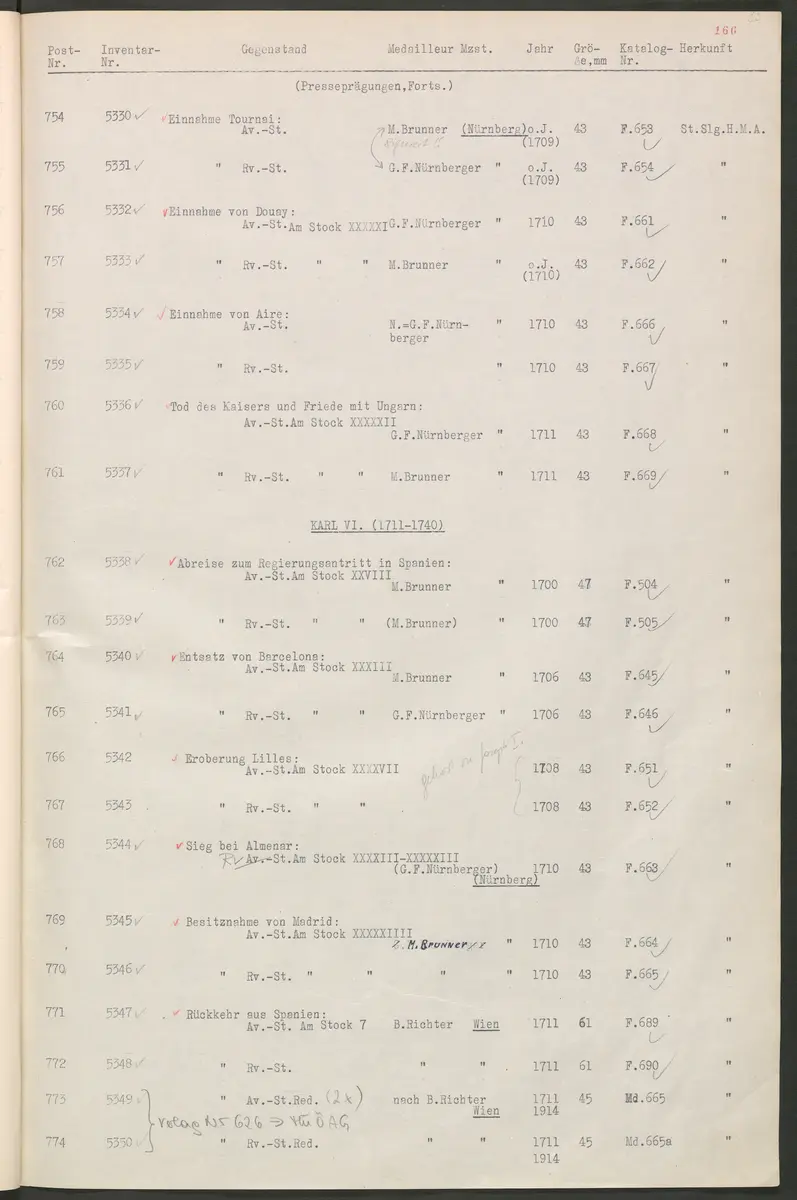 166
Post-Nr. Inventar-Nr. Gegenstand Medailleur Mzst. Jahr Grö-ße,mm Katalog-Nr. Herkunft
(Presseprägungen,Forts.)
754 5330 ✓ Einnahme Tournai:
Av.-St. M.Brunner (Nürnberg) o.J. (1709) 43 F.653 St.Slg.H.M.A.
755 5331 ✓ " Rv.-St. G.F.Nürnberger " o.J. (1709) 43 F.654 "
756 5332 ✓ Einnahme von Douay:
Av.-St.Am Stock XXXXXI G.F.Nürnberger " 1710 43 F.661 "
757 5333 ✓ " Rv.-St. " " M.Brunner " o.J. (1710) 43 F.662 "
758 5334 ✓ Einnahme von Aire:
Av.-St. N.=G.F.Nürn-berger " 1710 43 F.666 "
759 5335 ✓ " Rv.-St. " 1710 43 F.667 "
760 5336 ✓ Tod des Kaisers und Friede mit Ungarn:
Av.-St.Am Stock XXXXXII
G.F.Nürnberger " 1711 43 F.668 "
761 5337 ✓ " Rv.-St. " " M.Brunner " 1711 43 F.669 "
KARL VI. (1711-1740)
762 5338 ✓ Abreise zum Regierungsantritt in Spanien:
Av.-St.Am Stock XXVIII
M.Brunner " 1700 47 F.504 "
763 5339 ✓ " Rv.-St. " " (M.Brunner) " 1700 47 F.505 "
764 5340 ✓ Entsatz von Barcelona:
Av.-St.Am Stock XXXIII
M.Brunner " 1706 43 F.645 "
765 5341 ✓ " Rv.-St. " " G.F.Nürnberger " 1706 43 F.646 "
766 5342 Eroberung Lilles:
Av.-St.Am Stock XXXXVII 1708 43 F.651 "
767 5343 " Rv.-St. " " 1708 43 F.652 "
768 5344 ✓ Sieg bei Almenar:
Rv Av.-St.Am Stock XXXXIII-XXXXXIII
(G.F.Nürnberger) 1710 43 F.663 "
(Nürnberg)
769 5345 ✓ Besitznahme von Madrid:
Av.-St.Am Stock XXXXXIIII
M. BRUNNER " 1710 43 F.664 "
770 5346 ✓ " Rv.-St. " " " " 1710 43 F.665 "
771 5347 ✓ Rückkehr aus Spanien:
Av.-St. Am Stock 7 B.Richter Wien 1711 61 F.689 "
772 5348 ✓ " Rv.-St. " " 1711 61 F.690 "
773 5349 " Av.-St.Red. (2x) nach B.Richter 1711 45 Md.665 "
Wien 1914
774 5350 " Rv.-St.Red. " " 1711 45 Md.665a "
1914